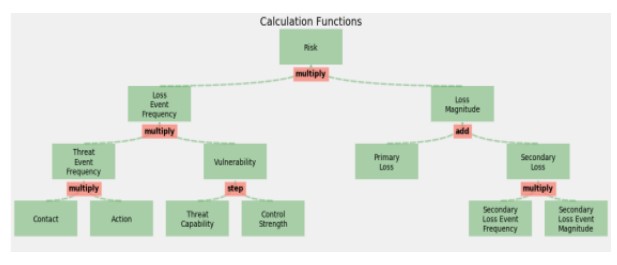 Calculation Functions
Risk
multiply
Loss
Event
Frequency
Loss
Magnitude
multiply
add
Threat
Event
Frequency
Vulnerability
Primary
Loss
Secondary
Loss
multiply
step
multiply
Contact
Action
Threat
Capability
Control
Strength
Secondary
Loss Event
Frequency
Secondary
Loss Event
Magnitude